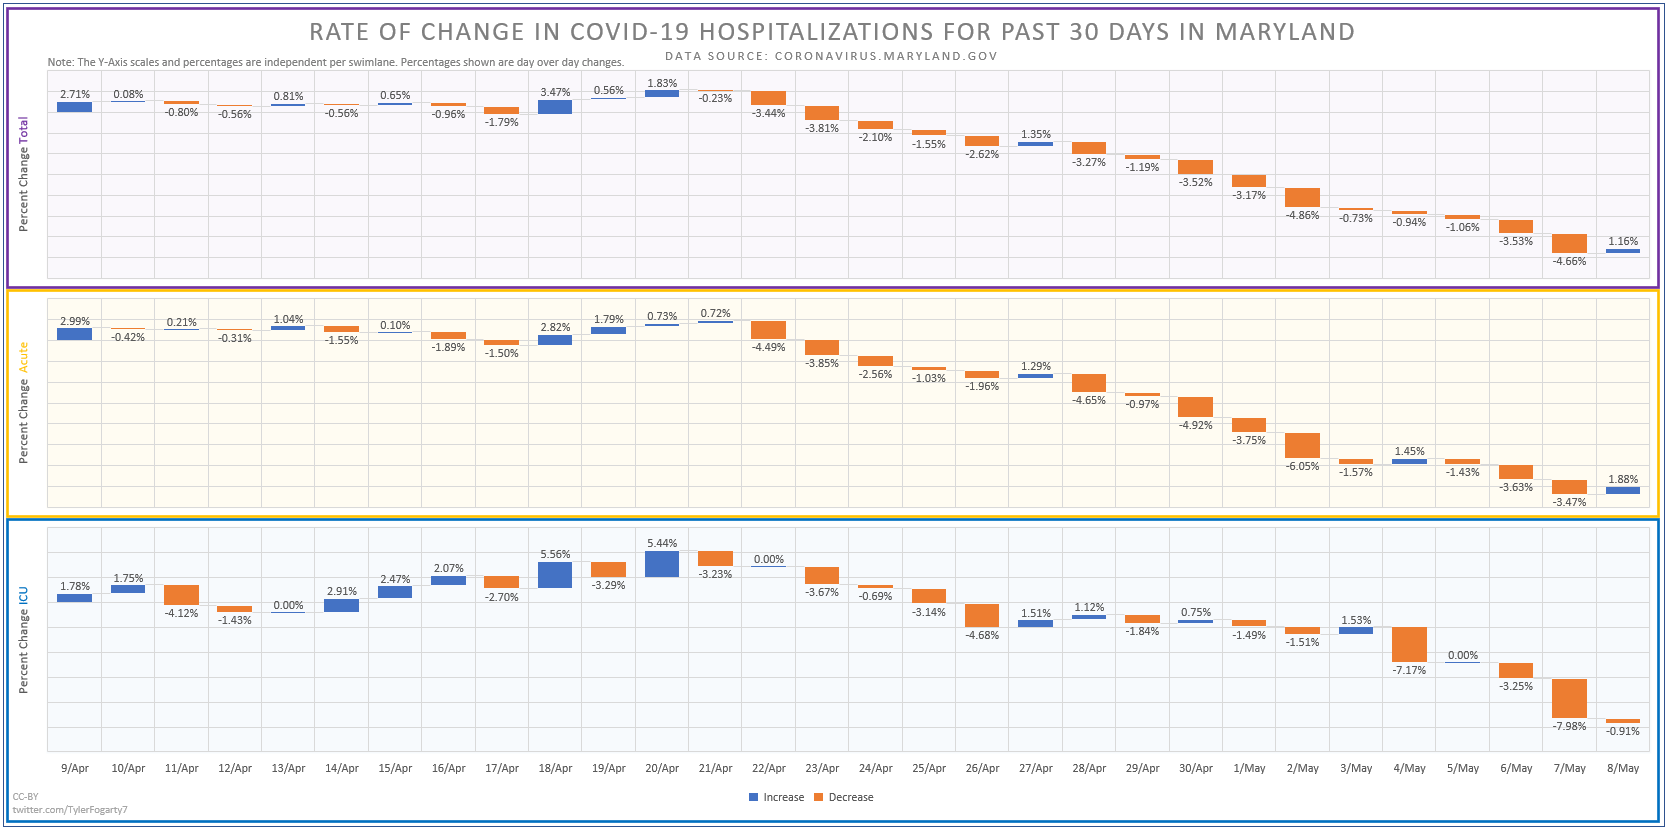 RATE OF CHANGE IN COVID-19 HOSPITALIZATIONS FOR PAST 30 DAYS IN MARYLAND
DATA SOURCE: CORONAVIRUS.MARYLAND.GOV
Note: The Y-Axis scales and percentages are independent per swimlane. Percentages shown are day over day changes.
Percent Change Total
2.71% 0.08% -0.80% -0.56% 0.81% -0.56% 0.65% -0.96% -1.79% 3.47% 0.56% 1.83% -0.23% -3.44% -3.81% -2.10% -1.55% -2.62% 1.35% -3.27% -1.19% -3.52% -3.17% -4.86% -0.73% -0.94% -1.06% -3.53% -4.66% 1.16%
Percent Change Acute
2.99% -0.42% 0.21% -0.31% 1.04% -1.55% 0.10% -1.89% -1.50% 2.82% 1.79% 0.73% 0.72% -4.49% -3.85% -2.56% -1.03% -1.96% 1.29% -4.65% -0.97% -4.92% -3.75% -6.05% -1.57% 1.45% -1.43% -3.63% -3.47% 1.88%
Percent Change ICU
1.78% 1.75% -4.12% -1.43% 0.00% 2.91% 2.47% 2.07% -2.70% 5.56% -3.29% 5.44% -3.23% 0.00% -3.67% -0.69% -3.14% -4.68% 1.51% 1.12% -1.84% 0.75% -1.49% -1.51% 1.53% -7.17% 0.00% -3.25% -7.98% -0.91%
9/Apr 10/Apr 11/Apr 12/Apr 13/Apr 14/Apr 15/Apr 16/Apr 17/Apr 18/Apr 19/Apr 20/Apr 21/Apr 22/Apr 23/Apr 24/Apr 25/Apr 26/Apr 27/Apr 28/Apr 29/Apr 30/Apr 1/May 2/May 3/May 4/May 5/May 6/May 7/May 8/May
Increase Decrease
CC-BY
twitter.com/TylerFogarty7